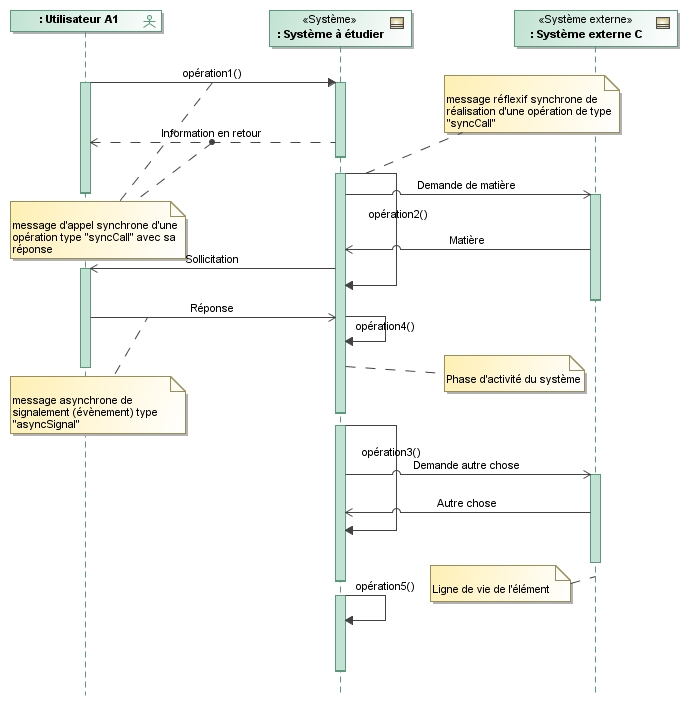 : Utilisateur A1
«Système»
: Système à étudier
«Système externe»
: Système externe C
opération1()
message réflexif synchrone de
réalisation d'une opération de type
"syncCall"
Information en retour
Demande de matière
opération2()
message d'appel synchrone d'une
opération type "syncCall" avec sa
réponse
Matière
Sollicitation
Réponse
opération4()
Phase d'activité du système
message asynchrone de
signalement (évènement) type
"asyncSignal"
opération3()
Demande autre chose
Autre chose
opération5()
Ligne de vie de l'élément